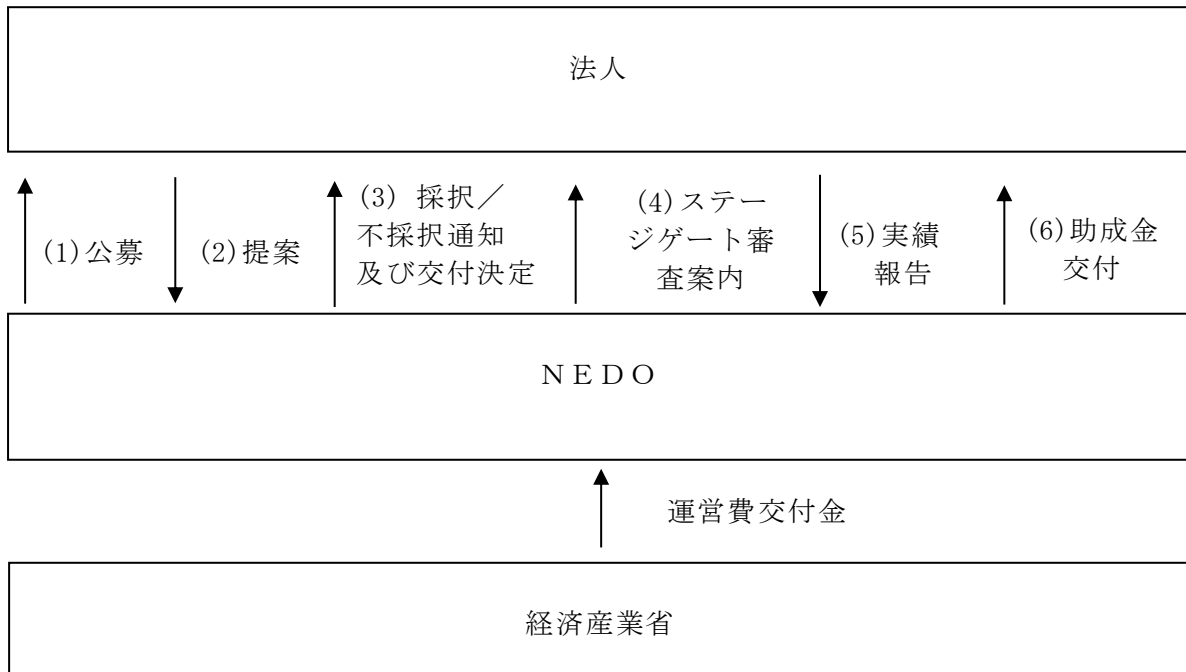 法人
(1)公募
(2)提案
(3) 採択／
不採択通知
及び交付決定
(4)ステー
ジゲート審
査案内
(5)実績
報告
(6)助成金
交付
ＮＥＤＯ
運営費交付金
経済産業省